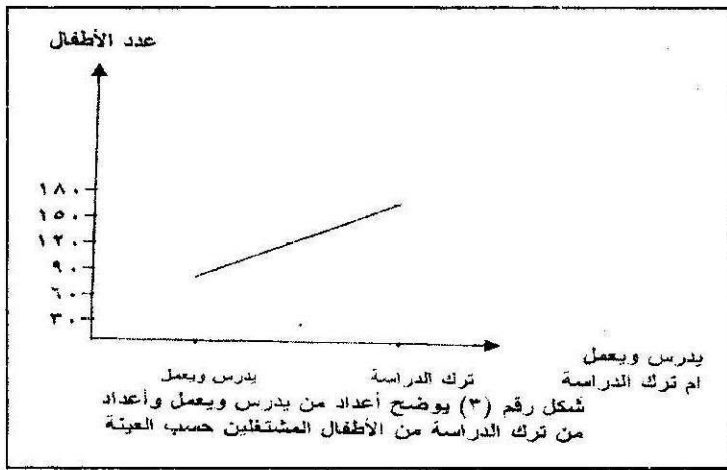 عدد الأطفال
١٨٠
١٥٠
١٢٠
٩٠
٦٠
٣٠
يدرس ويعمل
ترك الدراسة
يدرس ويعمل
ام ترك الدراسة
شكل رقم (٣) يوضح أعداد من يدرس ويعمل وأعداد
من ترك الدراسة من الأطفال المشتغلين حسب العينة